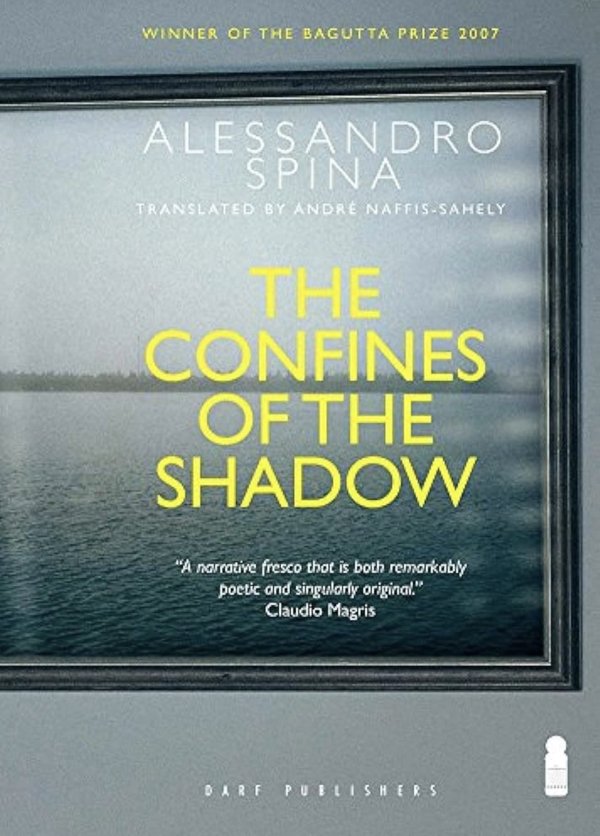 WINNER OF THE BAGUTTA PRIZE 2007
ALESSANDRO
SPINA
TRANSLATED BY ANDRÉ NAFFIS-SAHELY
THE
CONFINES
OF THE
SHADOW
“A narrative fresco that is both remarkably
poetic and singularly original.”
Claudio Magris
DARF PUBLISHERS